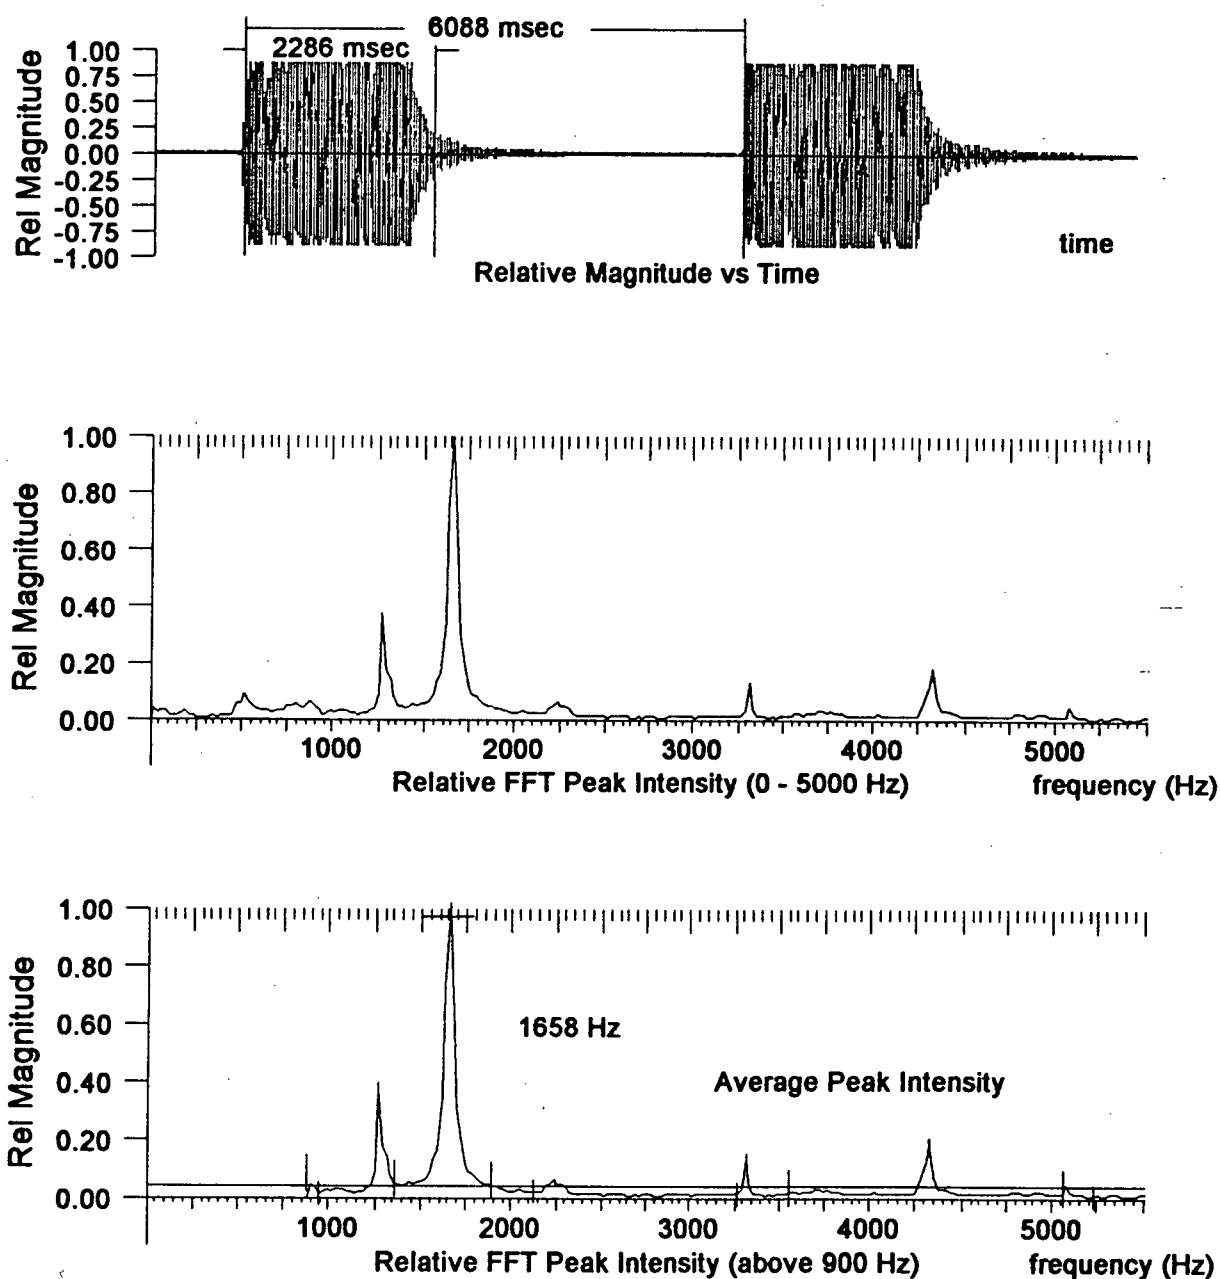 6088 msec
2286 msec
1.00
0.75
0.50
0.25
0.00
-0.25
-0.50
-0.75
-1.00
Rel Magnitude
time
Relative Magnitude vs Time
1.00
0.80
0.60
0.40
0.20
0.00
Rel Magnitude
1000 2000 3000 4000 5000
Relative FFT Peak Intensity (0 - 5000 Hz) frequency (Hz)
1.00
0.80
0.60
0.40
0.20
0.00
Rel Magnitude
1658 Hz
Average Peak Intensity
1000 2000 3000 4000 5000
Relative FFT Peak Intensity (above 900 Hz) frequency (Hz)